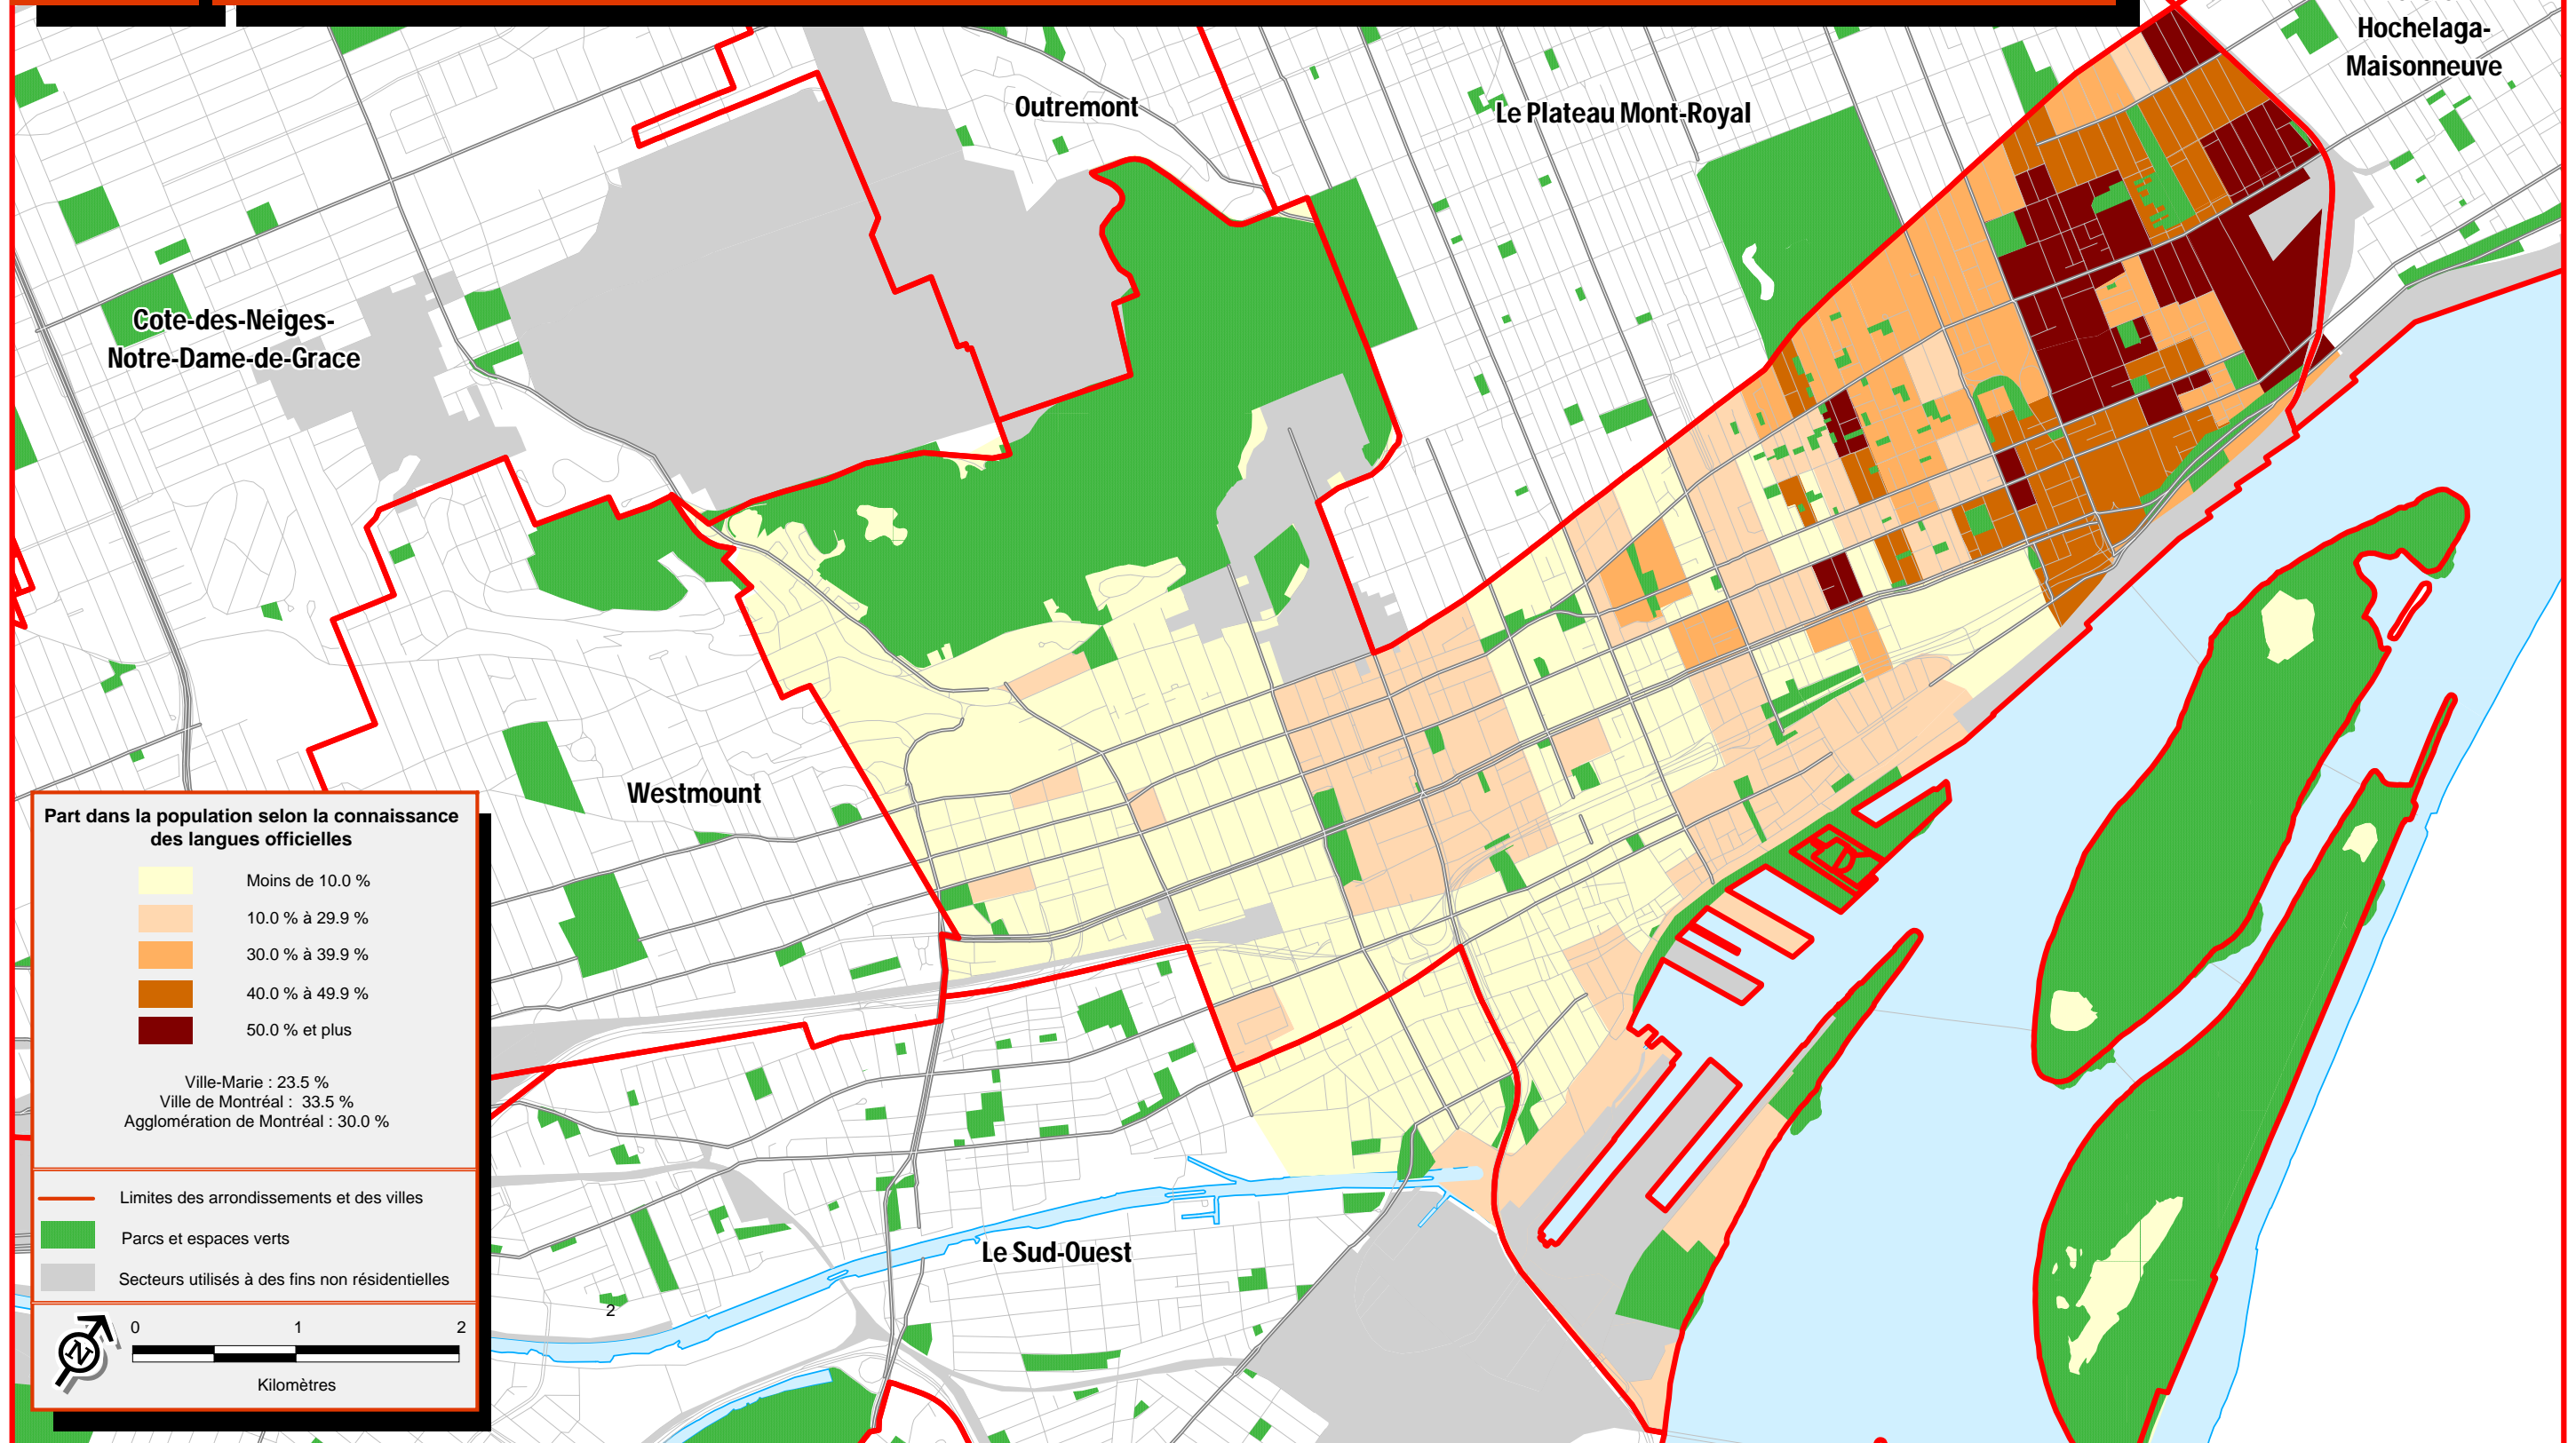 Hochelaga-
Maisonneuve
Outremont
Le Plateau Mont-Royal
Cote-des-Neiges-
Notre-Dame-de-Grace
Westmount
Le Sud-Ouest
Part dans la population selon la connaissance
des langues officielles
Moins de 10.0 %
10.0 % à 29.9 %
30.0 % à 39.9 %
40.0 % à 49.9 %
50.0 % et plus
Ville-Marie : 23.5 %
Ville de Montréal : 33.5 %
Agglomération de Montréal : 30.0 %
Limites des arrondissements et des villes
Parcs et espaces verts
Secteurs utilisés à des fins non résidentielles
2
N
0 1 2
Kilomètres